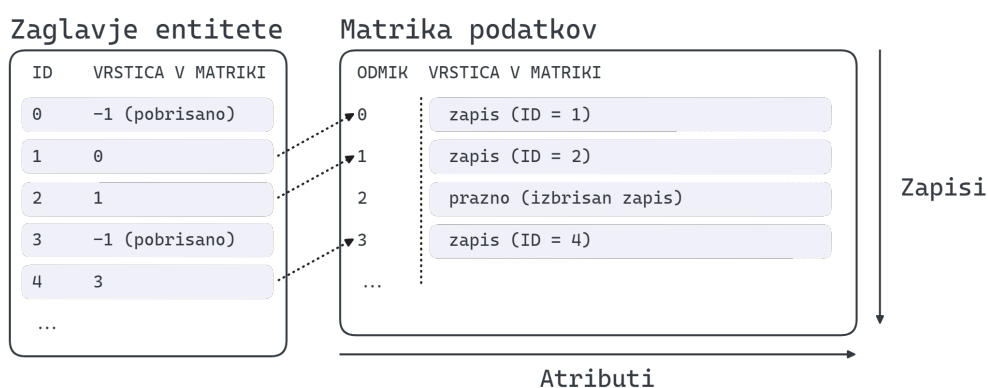 Zaglavje entitete
ID VRSTICA V MATRIKI
0 −1 (pobrisano)
1 0
2 1
3 −1 (pobrisano)
4 3
...
Matrika podatkov
ODMIK VRSTICA V MATRIKI
0 zapis (ID = 1)
1 zapis (ID = 2)
2 prazno (izbrisan zapis)
3 zapis (ID = 4)
...
Zapisi
Atributi